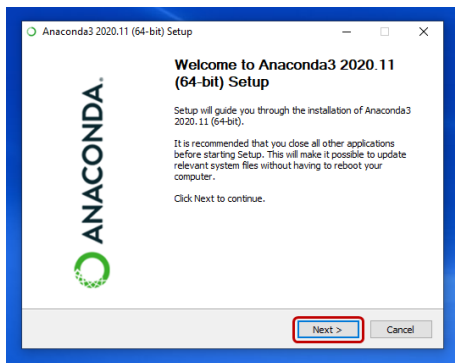 Anaconda3 2020.11 (64-bit) Setup
ANACONDA.
Welcome to Anaconda3 2020.11
(64-bit) Setup
Setup will guide you through the installation of Anaconda3
2020.11 (64-bit).
It is recommended that you close all other applications
before starting Setup. This will make it possible to update
relevant system files without having to reboot your
computer.
Click Next to continue.
Next >
Cancel